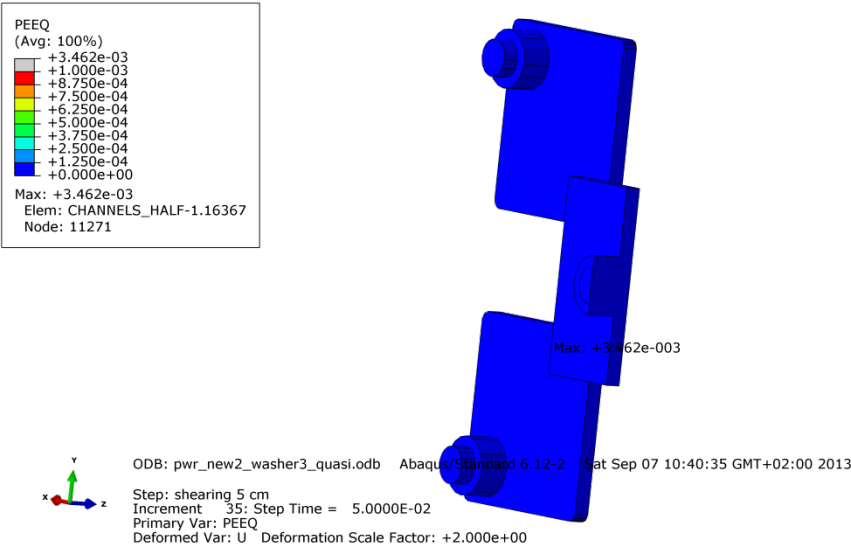 PEEQ
(Avg: 100%)
+3.462e-03
+1.000e-03
+8.750e-04
+7.500e-04
+6.250e-04
+5.000e-04
+3.750e-04
+2.500e-04
+1.250e-04
+0.000e+00
Max: +3.462e-03
Elem: CHANNELS_HALF-1.16367
Node: 11271
Max: +3.462e-003
Y
X
Z
ODB: pwr_new2_washer3_quasi.odb Abaqus/Standard 6.12-2 Sat Sep 07 10:40:35 GMT+02:00 2013
Step: shearing 5 cm
Increment 35: Step Time = 5.0000E-02
Primary Var: PEEQ
Deformed Var: U Deformation Scale Factor: +2.000e+00